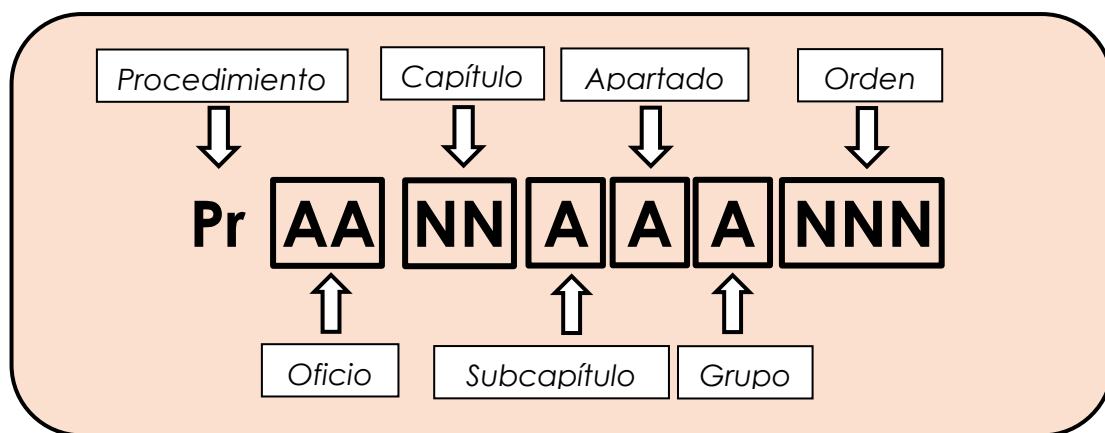 Procedimiento Capítulo Apartado Orden
Pr AA NN A A A NNN
Oficio Subcapítulo Grupo